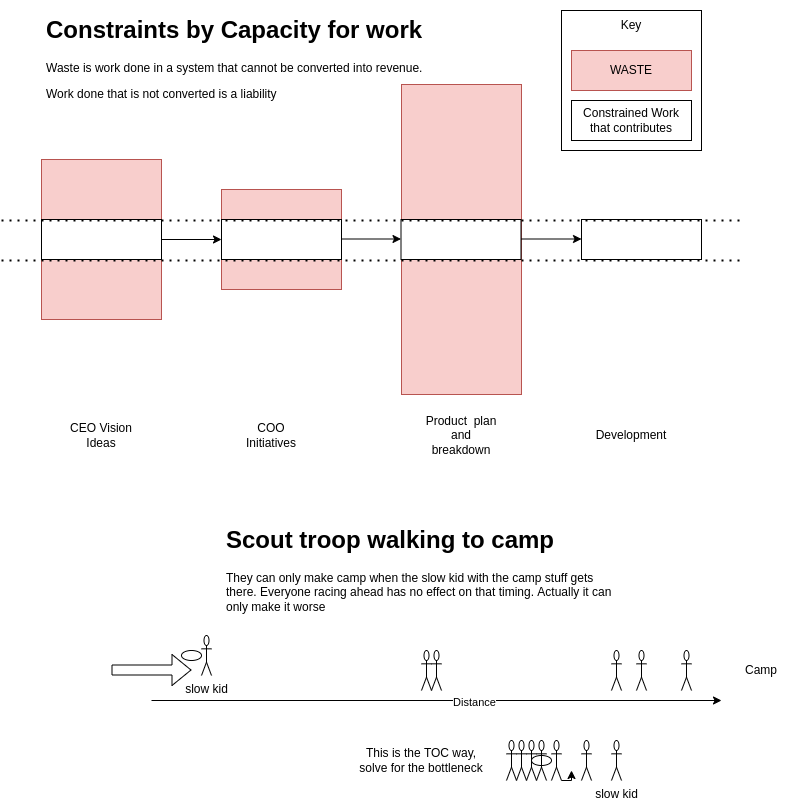 Constraints by Capacity for work
Key
Waste is work done in a system that cannot be converted into revenue.
WASTE
Work done that is not converted is a liability
Constrained Work
that contributes
CEO Vision
Ideas
COO
Initiatives
Product plan
and
breakdown
Development
Scout troop walking to camp
They can only make camp when the slow kid with the camp stuff gets
there. Everyone racing ahead has no effect on that timing. Actually it can
only make it worse
Camp
slow kid
Distance
This is the TOC way,
solve for the bottleneck
slow kid